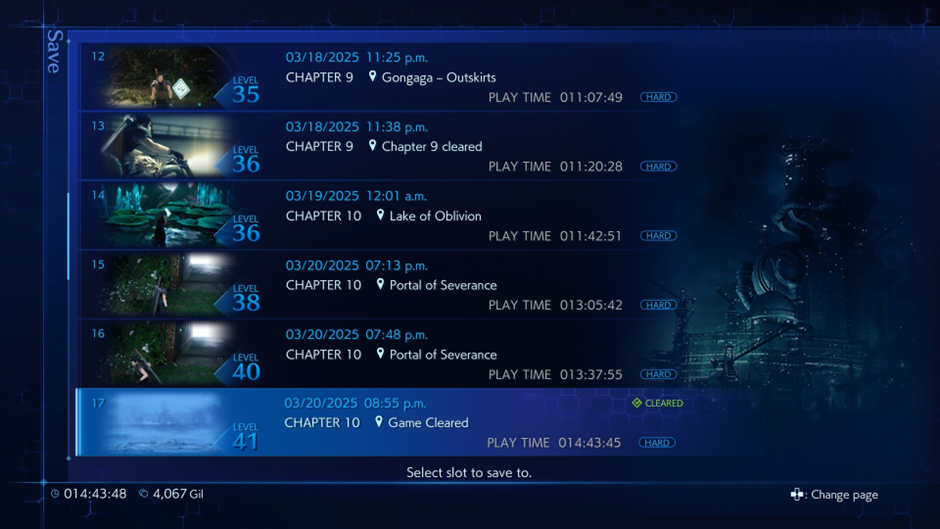 Save
12
03/18/2025 11:25 p.m.
CHAPTER 9 Gongaga – Outskirts
LEVEL
35
PLAY TIME 011:07:49 HARD
13
03/18/2025 11:38 p.m.
CHAPTER 9 Chapter 9 cleared
LEVEL
36
PLAY TIME 011:20:28 HARD
14
03/19/2025 12:01 a.m.
CHAPTER 10 Lake of Oblivion
LEVEL
36
PLAY TIME 011:42:51 HARD
15
03/20/2025 07:13 p.m.
CHAPTER 10 Portal of Severance
LEVEL
38
PLAY TIME 013:05:42 HARD
16
03/20/2025 07:48 p.m.
CHAPTER 10 Portal of Severance
LEVEL
40
PLAY TIME 013:37:55 HARD
17
03/20/2025 08:55 p.m. CLEARED
CHAPTER 10 Game Cleared
LEVEL
41
PLAY TIME 014:43:45 HARD
Select slot to save to.
014:43:48 4,067 Gil : Change page